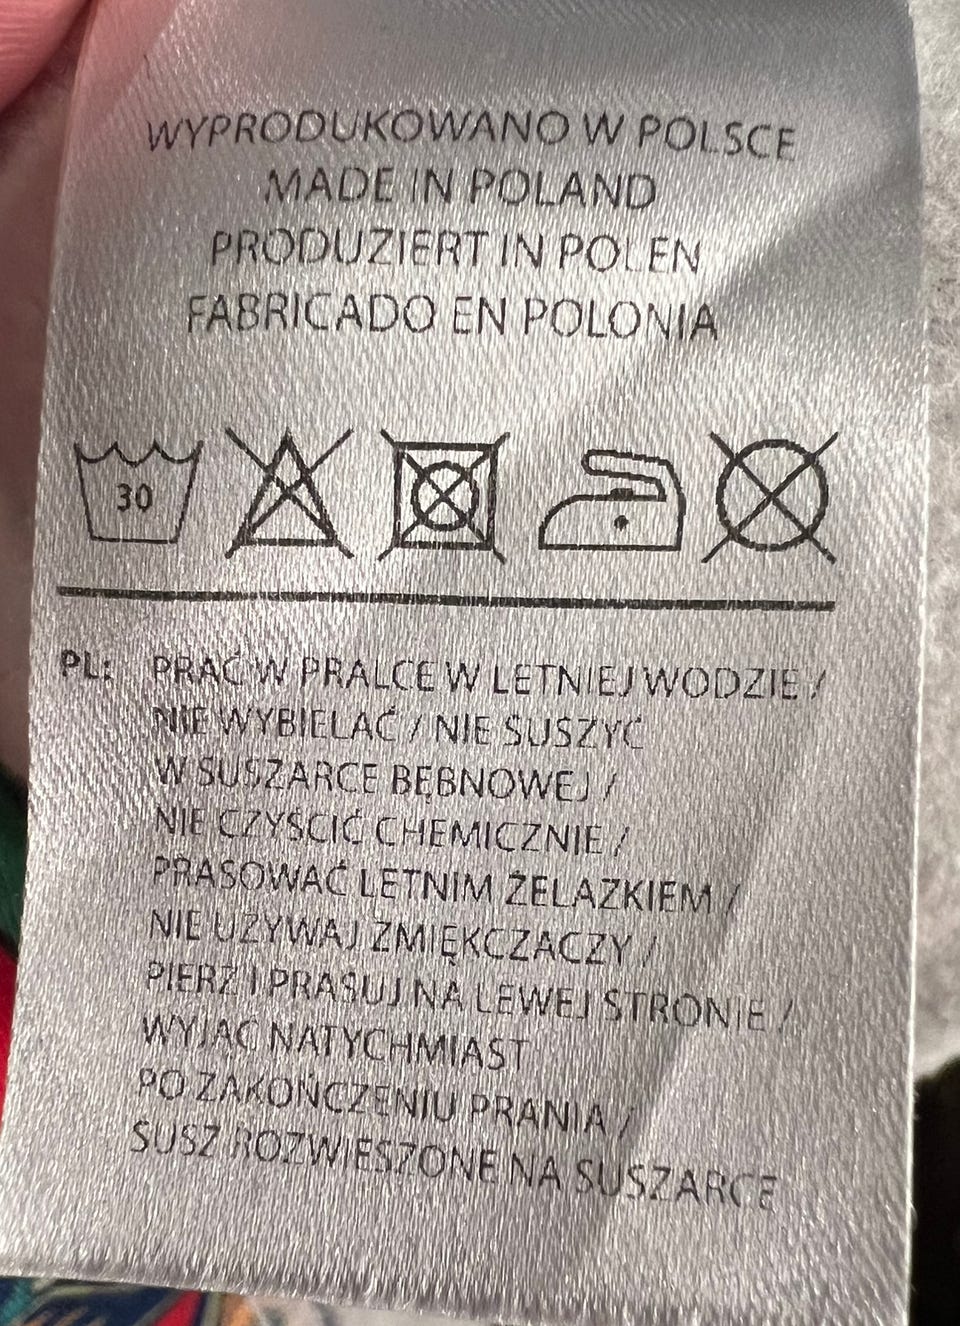 WYPRODUKOWANO W POLSCE
MADE IN POLAND
PRODUZIERT IN POLEN
FABRICADO EN POLONIA
30
PL: PRAĆ W PRALCE W LETNIEJ WODZIE /
NIE WYBIELAĆ / NIE SUSZYĆ
W SUSZARCE BĘBNOWEJ /
NIE CZYŚCIĆ CHEMICZNIE /
PRASOWAĆ LETNIM ŻELAZKIEM /
NIE UŻYWAJ ZMIĘKCZACZY /
PIERZ I PRASUJ NA LEWEJ STRONIE /
WYJĄĆ NATYCHMIAST
PO ZAKOŃCZENIU PRANIA /
SUSZ ROZWIESZONE NA SUSZARCE